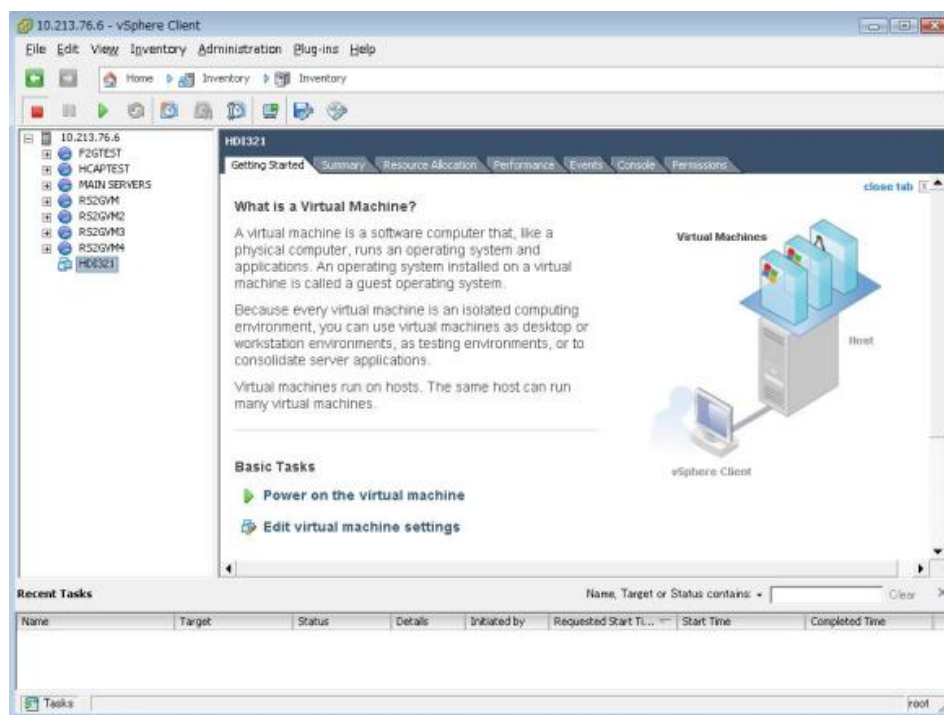 10.213.76.6 - vSphere Client
File Edit View Inventory Administration Plug-ins Help
Home Inventory Inventory
10.213.76.6
F2GTEST
HCAPTEST
MAIN SERVERS
RS2GVM
RS2GVM2
RS2GVM3
RS2GVM4
HDI321
HDI321
Getting Started Summary Resource Allocation Performance Events Console Permissions
close tab
What is a Virtual Machine?
A virtual machine is a software computer that, like a
physical computer, runs an operating system and
applications. An operating system installed on a virtual
machine is called a guest operating system.
Because every virtual machine is an isolated computing
environment, you can use virtual machines as desktop or
workstation environments, as testing environments, or to
consolidate server applications.
Virtual machines run on hosts. The same host can run
many virtual machines.
Virtual Machines
Host
vSphere Client
Basic Tasks
Power on the virtual machine
Edit virtual machine settings
Recent Tasks
Name, Target or Status contains:
Clear
Name Target Status Details Initiated by Requested Start Ti... Start Time Completed Time
Tasks
root